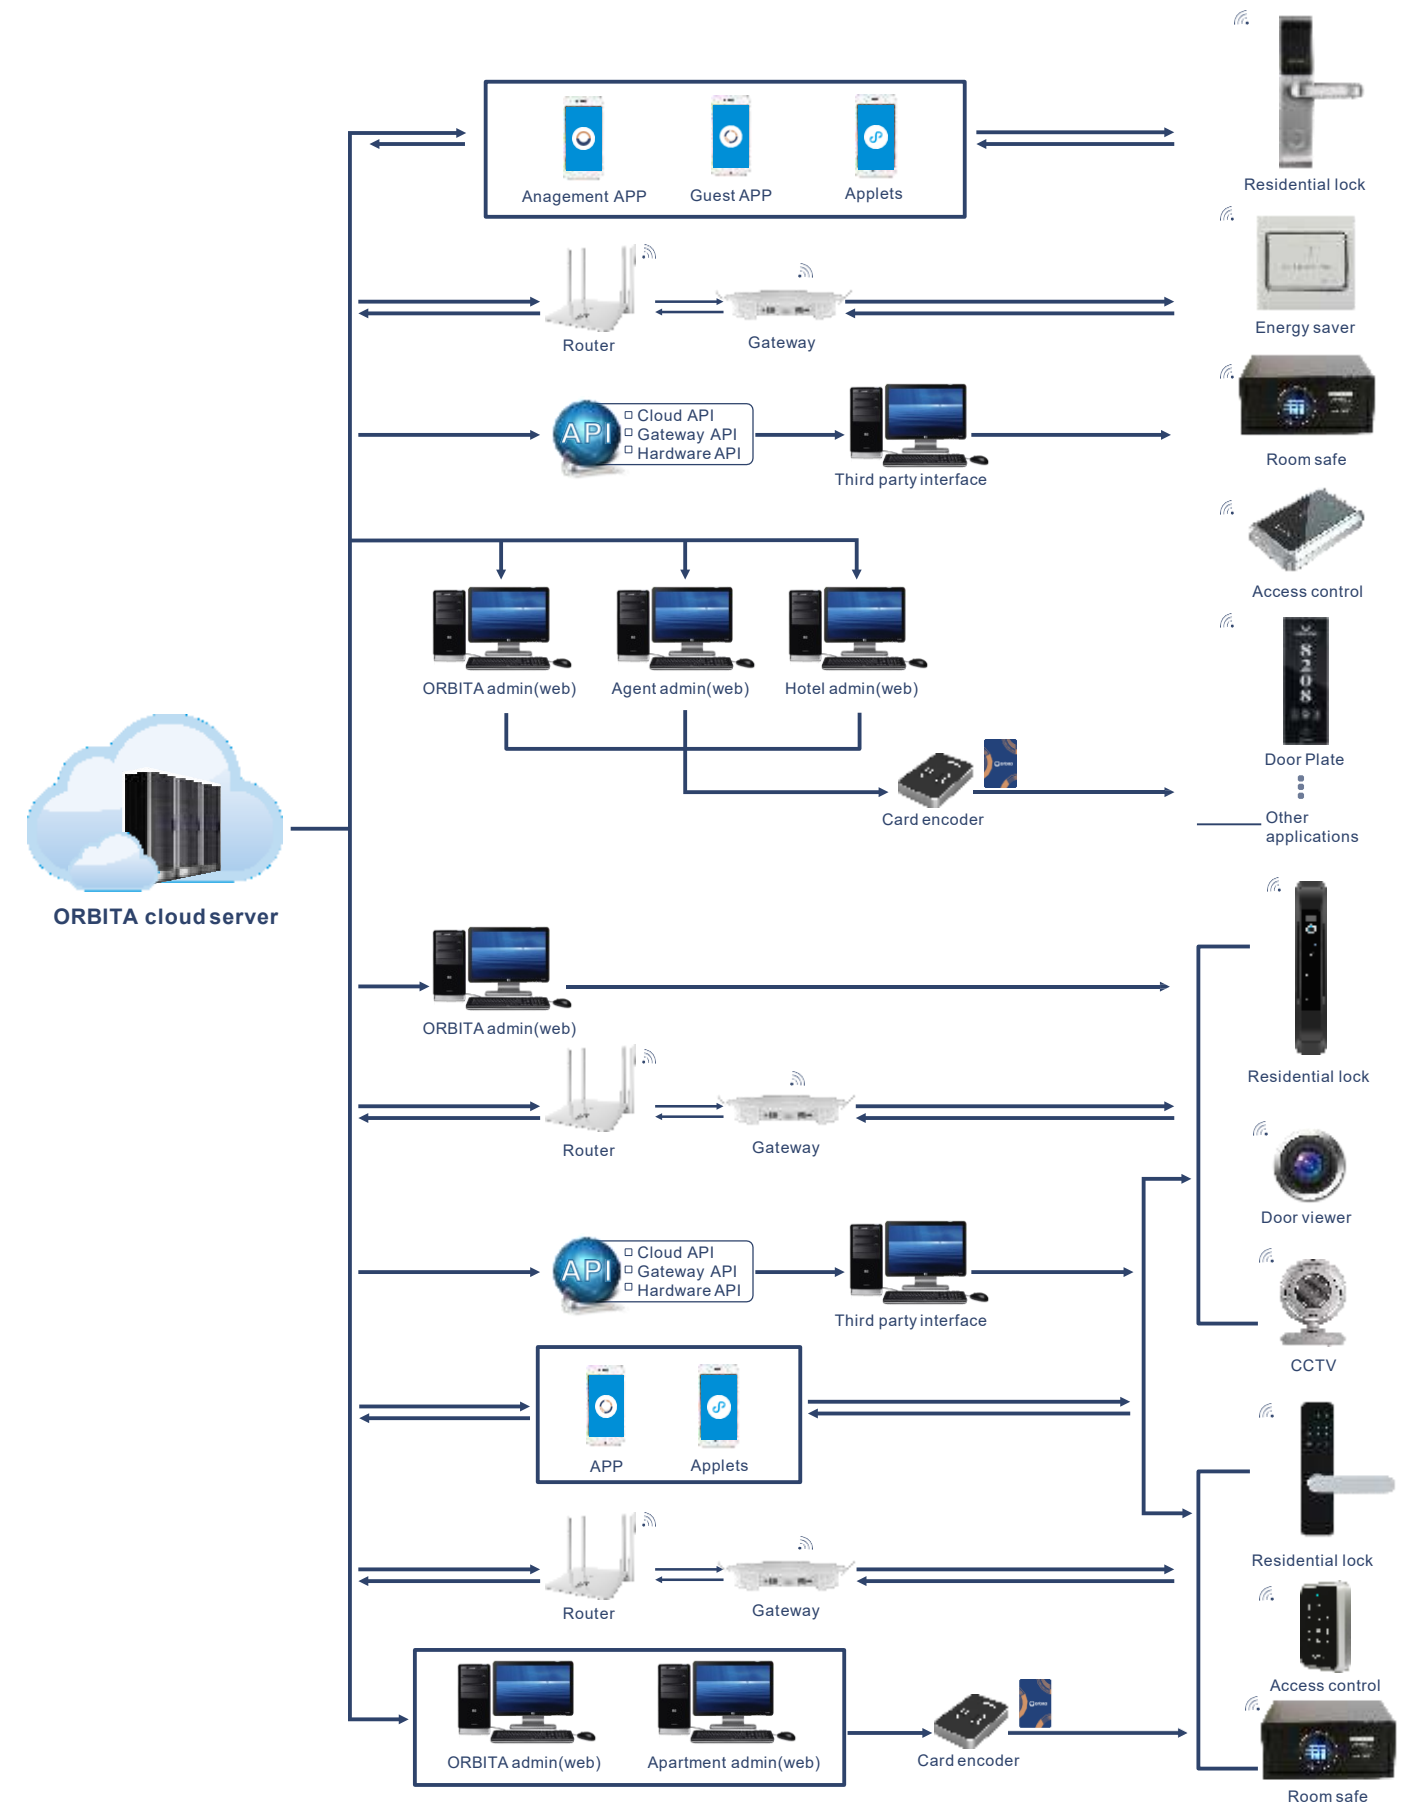 Anagement APP
Guest APP
Applets
Residential lock
Router
Gateway
Energy saver
API
Cloud API
Gateway API
Hardware API
Third party interface
Room safe
Access control
ORBITA admin(web)
Agent admin(web)
Hotel admin(web)
8208
Door Plate
Card encoder
Other
applications
ORBITA cloud server
ORBITA admin(web)
Residential lock
Router
Gateway
Door viewer
API
Cloud API
Gateway API
Hardware API
Third party interface
CCTV
APP
Applets
Residential lock
Router
Gateway
Access control
ORBITA admin(web)
Apartment admin(web)
Card encoder
Room safe